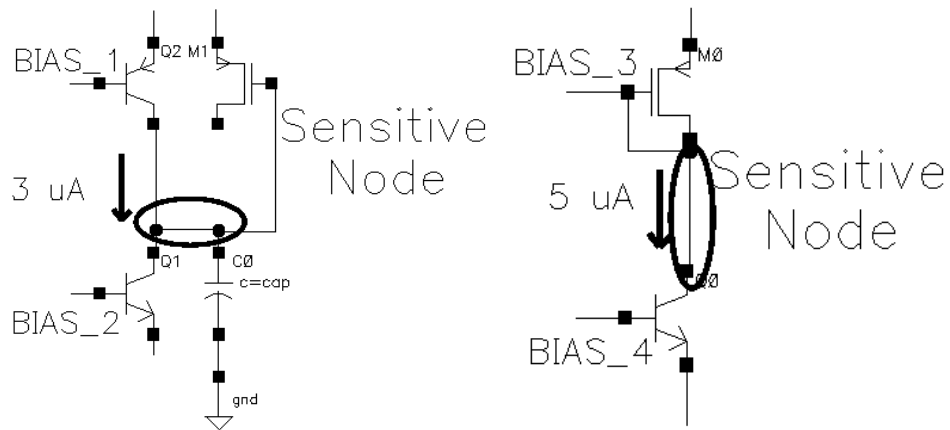 BIAS_1
Q2
M1
Sensitive
Node
3 uA
Q1
C0
c=cap
BIAS_2
gnd
BIAS_3
M0
Sensitive
Node
5 uA
Q0
BIAS_4